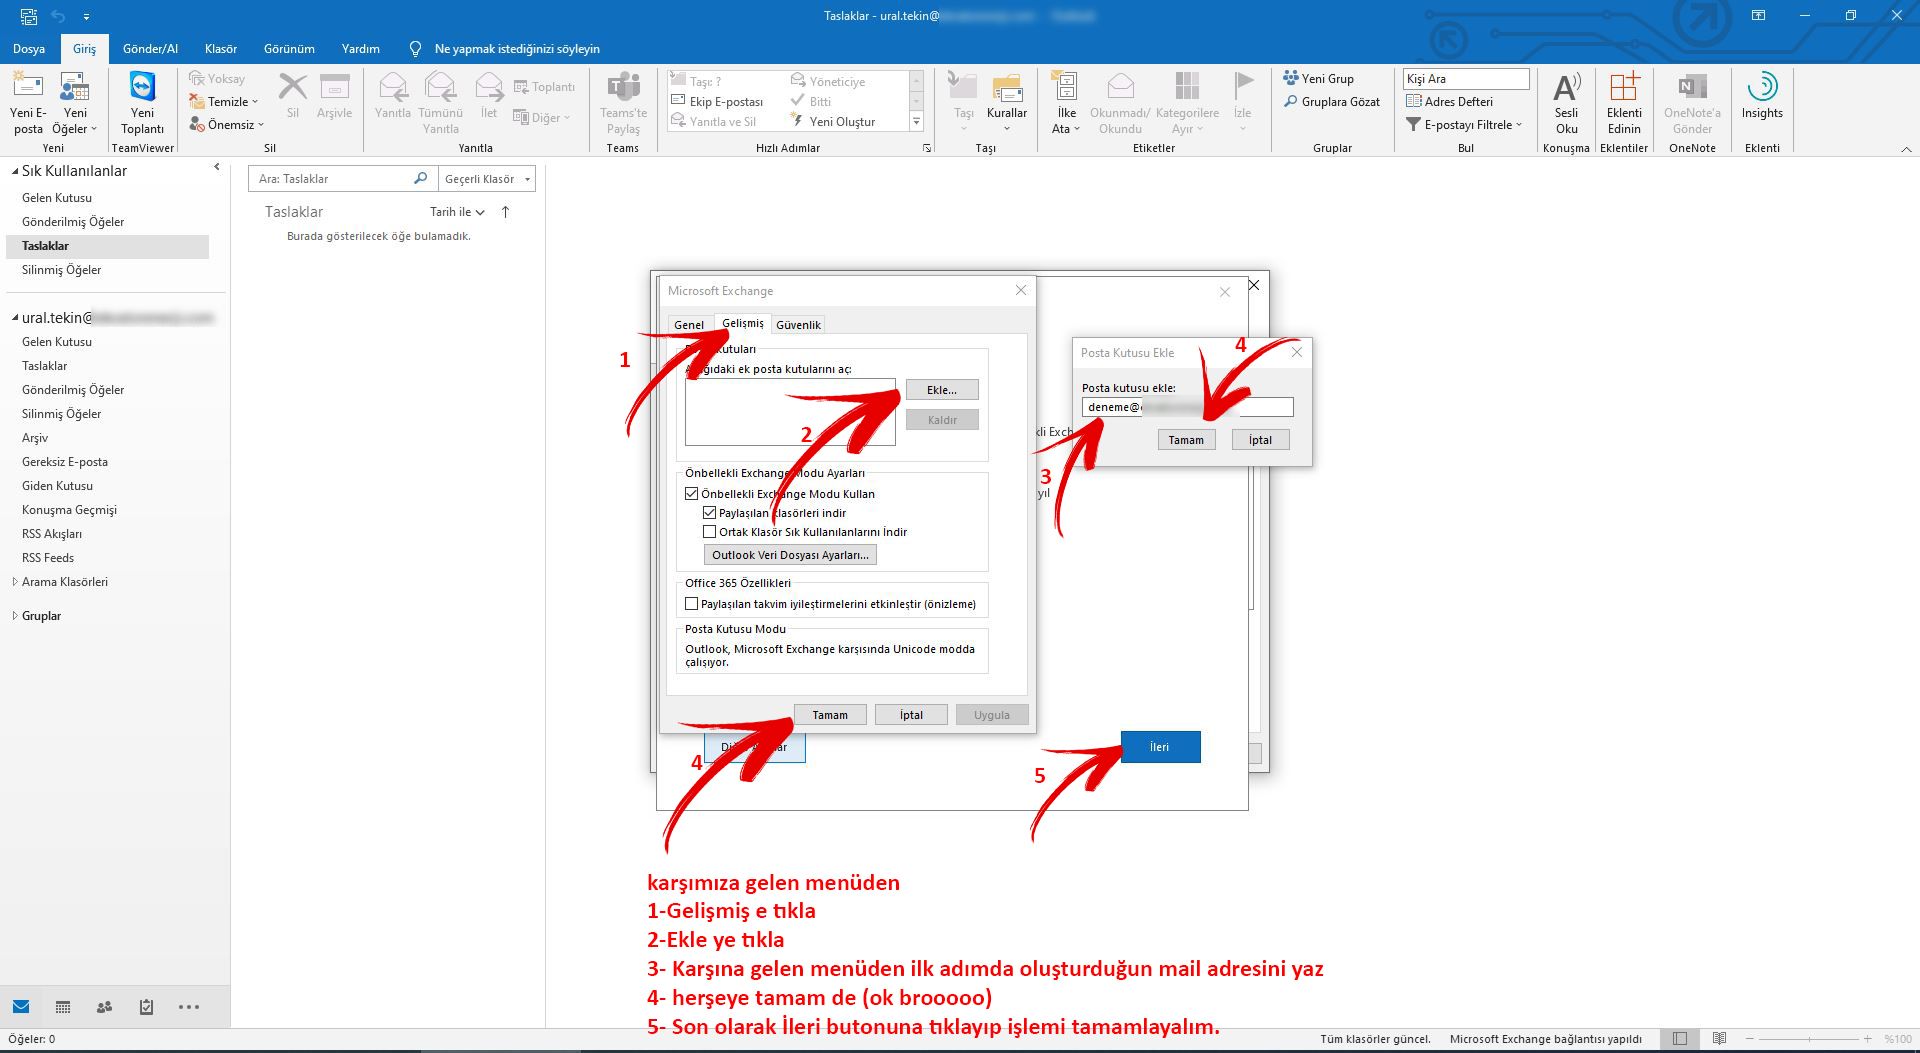 Taslaklar - ural.tekin@
Dosya
Giriş
Gönder/Al
Klasör
Görünüm
Yardım
Ne yapmak istediğinizi söyleyin
Yeni E-
posta
Yeni
Öğeler
Yeni
Yeni
Toplantı
TeamViewer
Yoksay
Temizle
Önemsiz
Sil
Arşivle
Sil
Yanıtla
Tümünü
Yanıtla
İlet
Toplantı
Diğer
Yanıtla
Teams'te
Paylaş
Teams
Taşı: ?
Ekip E-postası
Yanıtla ve Sil
Yöneticiye
Bitti
Yeni Oluştur
Hızlı Adımlar
Taşı
Kurallar
Taşı
İlke
Ata
Okunmadı/
Okundu
Kategorilere
Ayır
İzle
Etiketler
Yeni Grup
Gruplara Gözat
Gruplar
Kişi Ara
Adres Defteri
E-postayı Filtrele
Bul
A
Sesli
Oku
Konuşma
Eklenti
Edinin
Eklentiler
N
OneNote'a
Gönder
OneNote
Insights
Eklenti
Sık Kullanılanlar
Gelen Kutusu
Gönderilmiş Öğeler
Taslaklar
Silinmiş Öğeler
ural.tekin@
Gelen Kutusu
Taslaklar
Gönderilmiş Öğeler
Silinmiş Öğeler
Arşiv
Gereksiz E-posta
Giden Kutusu
Konuşma Geçmişi
RSS Akışları
RSS Feeds
Arama Klasörleri
Gruplar
Ara: Taslaklar
Geçerli Klasör
Taslaklar
Tarih ile
Burada gösterilecek öğe bulamadık.
Microsoft Exchange
Genel
Gelişmiş
Güvenlik
1
kutuları
ek posta kutularını aç:
Ekle...
Kaldır
2
Önbellekli Exchange Modu Ayarları
Önbellekli Exchange Modu Kullan
Paylaşılan klasörleri indir
Ortak Klasör Sık Kullanılanlarını İndir
Outlook Veri Dosyası Ayarları...
Office 365 Özellikleri
Paylaşılan takvim iyileştirmelerini etkinleştir (önizleme)
Posta Kutusu Modu
Outlook, Microsoft Exchange karşısında Unicode modda
çalışıyor.
Tamam
İptal
Uygula
4
kli Exch
yıl
Posta Kutusu Ekle
4
Posta kutusu ekle:
deneme@
Tamam
İptal
3
5
İleri
karşımıza gelen menüden
1-Gelişmiş e tıkla
2-Ekle ye tıkla
3- Karşına gelen menüden ilk adımda oluşturduğun mail adresini yaz
4- herşeye tamam de (ok brooooo)
5- Son olarak İleri butonuna tıklayıp işlemi tamamlayalım.
Öğeler: 0
Tüm klasörler güncel.
Microsoft Exchange bağlantısı yapıldı
%100